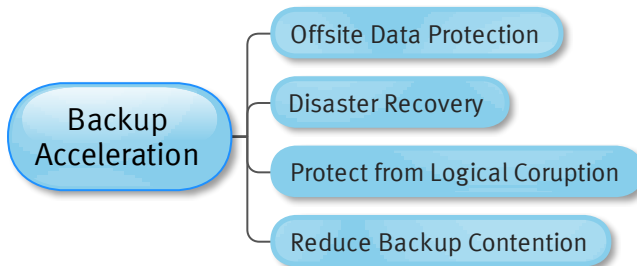 Backup
Acceleration
Offsite Data Protection
Disaster Recovery
Protect from Logical Coruption
Reduce Backup Contention